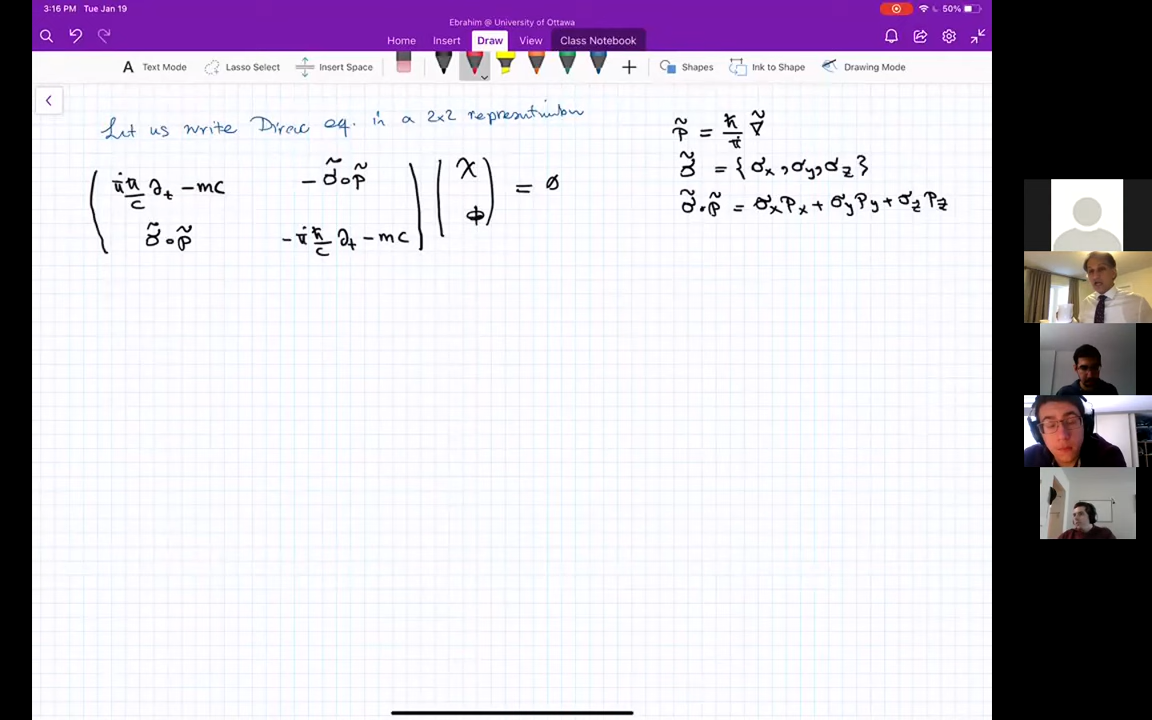 3:16 PM Tue Jan 19
50%
Ebrahim @ University of Ottawa
Home Insert Draw View Class Notebook
Text Mode Lasso Select Insert Space Shapes Ink to Shape Drawing Mode
Let us write Dirac eq. in a 2x2 representation
p̃ = ħ/i ∇̃
σ̃ = {σx, σy, σz}
σ̃∘p̃ = σxPx + σyPy + σzPz
( iħ/c ∂t − mc   − σ̃∘p̃ ) ( χ
σ̃∘p̃   − iħ/c ∂t − mc ) ϕ ) = 0